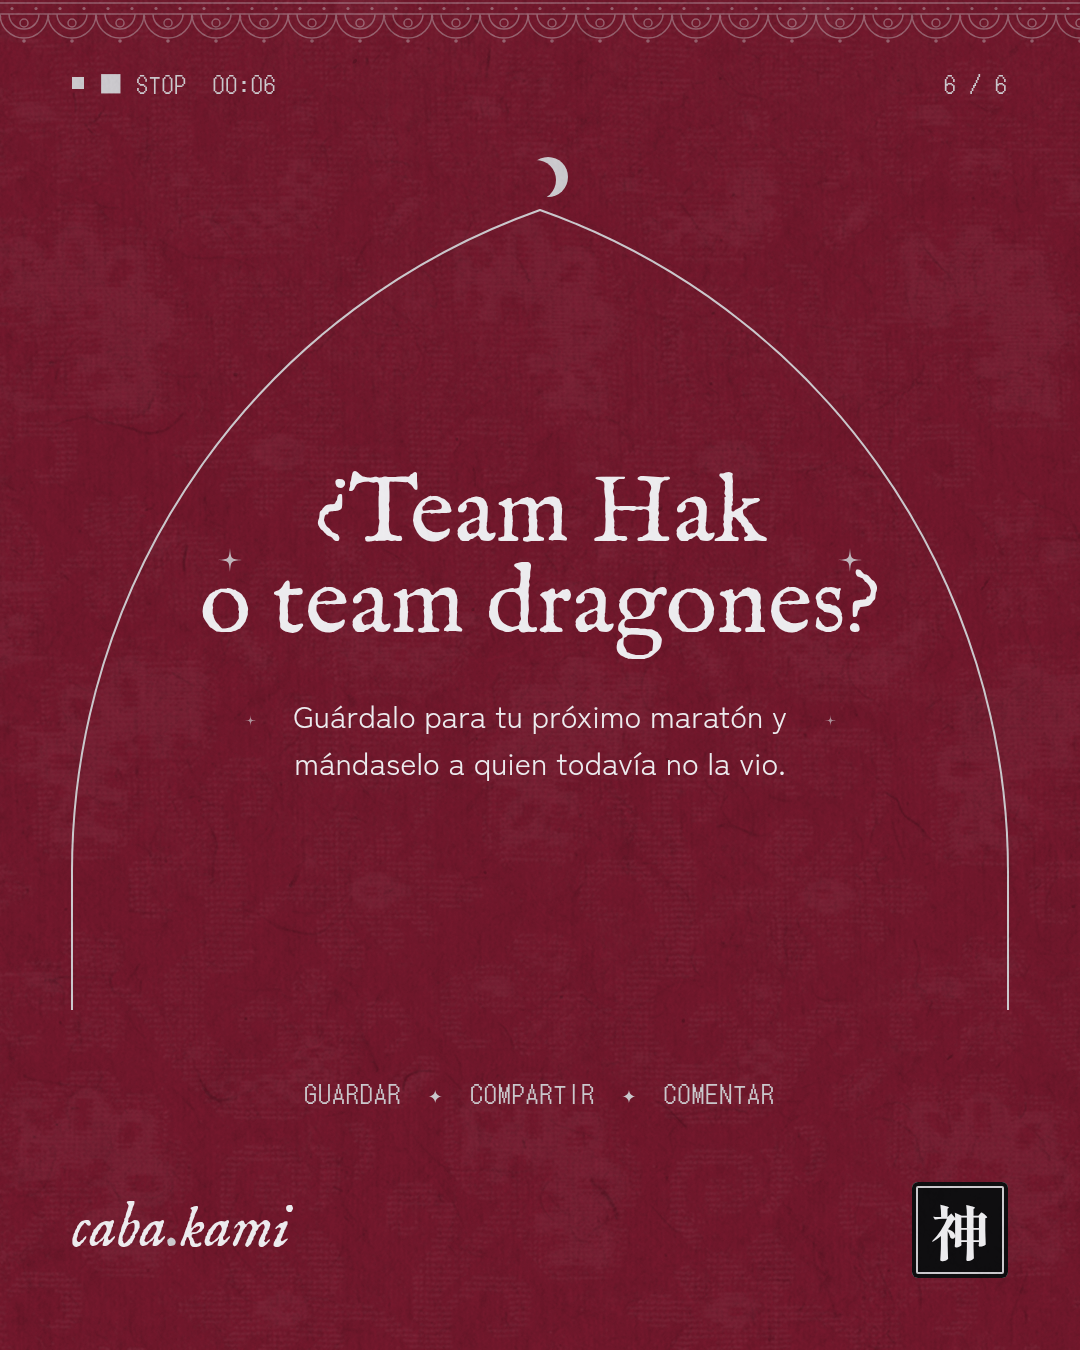 STOP 00:06
6 / 6
¿Team Hak
o team dragones?
Guárdalo para tu próximo maratón y
mándaselo a quien todavía no la vio.
GUARDAR ✦ COMPARTIR ✦ COMENTAR
caba.kami
神